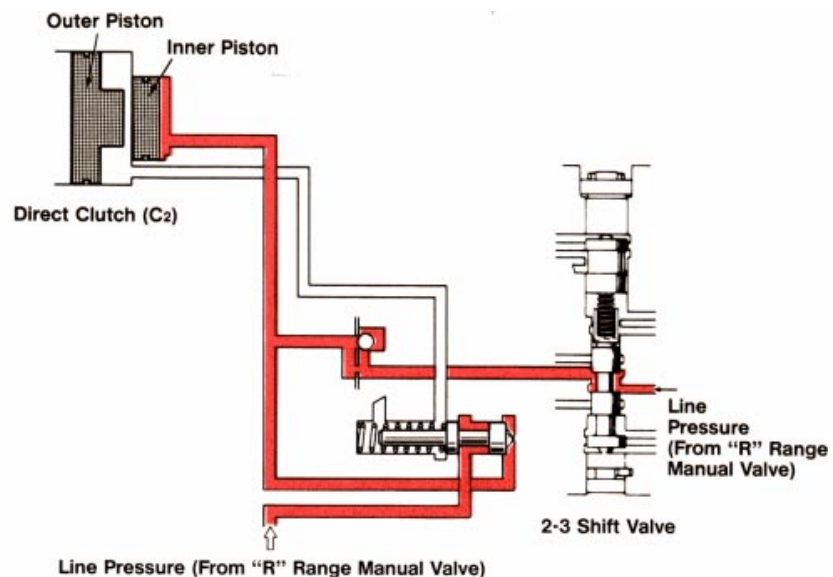 Outer Piston
Inner Piston
Direct Clutch (C2)
Line
Pressure
(From “R” Range
Manual Valve)
2-3 Shift Valve
Line Pressure (From “R” Range Manual Valve)